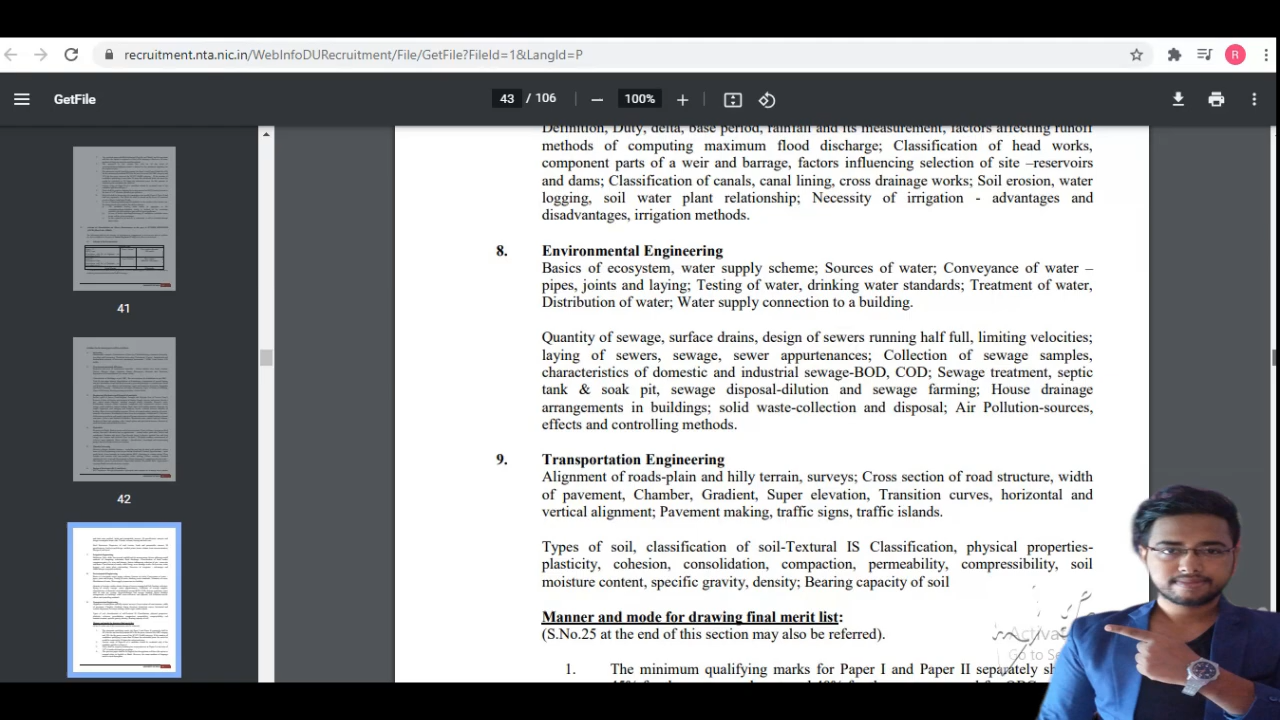 recruitment.nta.nic.in/WebInfoDURecruitment/File/GetFile?FileId=1&LangId=P
R
GetFile
43 / 106
100%
41
42
Definition, Duty, delta, base period, rainfall and its measurement, factors affecting runoff
methods of computing maximum flood discharge; Classification of head works,
component parts of a weir and barrage, factors influencing selection of site –reservoirs
and dams; Classification of canals, canal lining, cross drainage works; Soil erosion, water
logging, soil water plant relationship; Necessity of irrigation - advantages and
disadvantages, irrigation methods.
8. Environmental Engineering
Basics of ecosystem, water supply scheme; Sources of water; Conveyance of water –
pipes, joints and laying; Testing of water, drinking water standards; Treatment of water,
Distribution of water; Water supply connection to a building.
Quantity of sewage, surface drains, design of sewers running half full, limiting velocities;
laying of sewers, sewage, sewer appurtenances; Collection of sewage samples,
characteristics of domestic and industrial sewage-BOD, COD; Sewage treatment, septic
tanks & soak pit, sewage disposal-dilution and sewage farming; House drainage
arrangements in buildings; solid waste-collection and disposal; Air Pollution-sources,
effects and controlling methods.
9. Transportation Engineering
Alignment of roads-plain and hilly terrain, surveys; Cross section of road structure, width
of pavement, Chamber, Gradient, Super elevation, Transition curves, horizontal and
vertical alignment; Pavement making, traffic signs, traffic islands.
Types of soil, classification of soil-Textural IS Classification, physical properties-
plasticity, cohesion, consolidation, compaction, permeability, compressibility, soil
moisture content, specific gravity, density; Bearing capacity of soil
Manner and mode for drawing final merit list:
(S.No.25 at the end of this section may also be referred).
1. The minimum qualifying marks for Paper I and Paper II separately